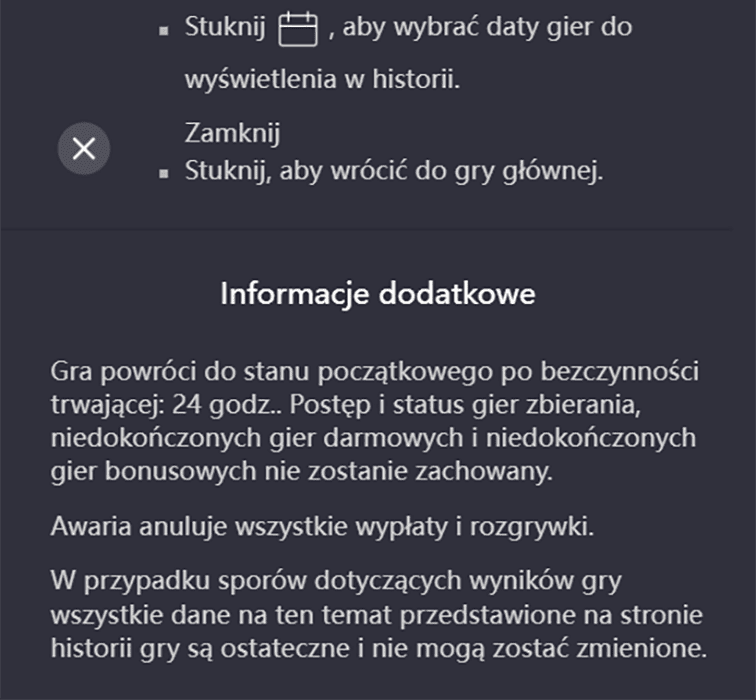 Stuknij , aby wybrać daty gier do
wyświetlenia w historii.
Zamknij
Stuknij, aby wrócić do gry głównej.
Informacje dodatkowe
Gra powróci do stanu początkowego po bezczynności
trwającej: 24 godz.. Postęp i status gier zbierania,
niedokończonych gier darmowych i niedokończonych
gier bonusowych nie zostanie zachowany.
Awaria anuluje wszystkie wypłaty i rozgrywki.
W przypadku sporów dotyczących wyników gry
wszystkie dane na ten temat przedstawione na stronie
historii gry są ostateczne i nie mogą zostać zmienione.